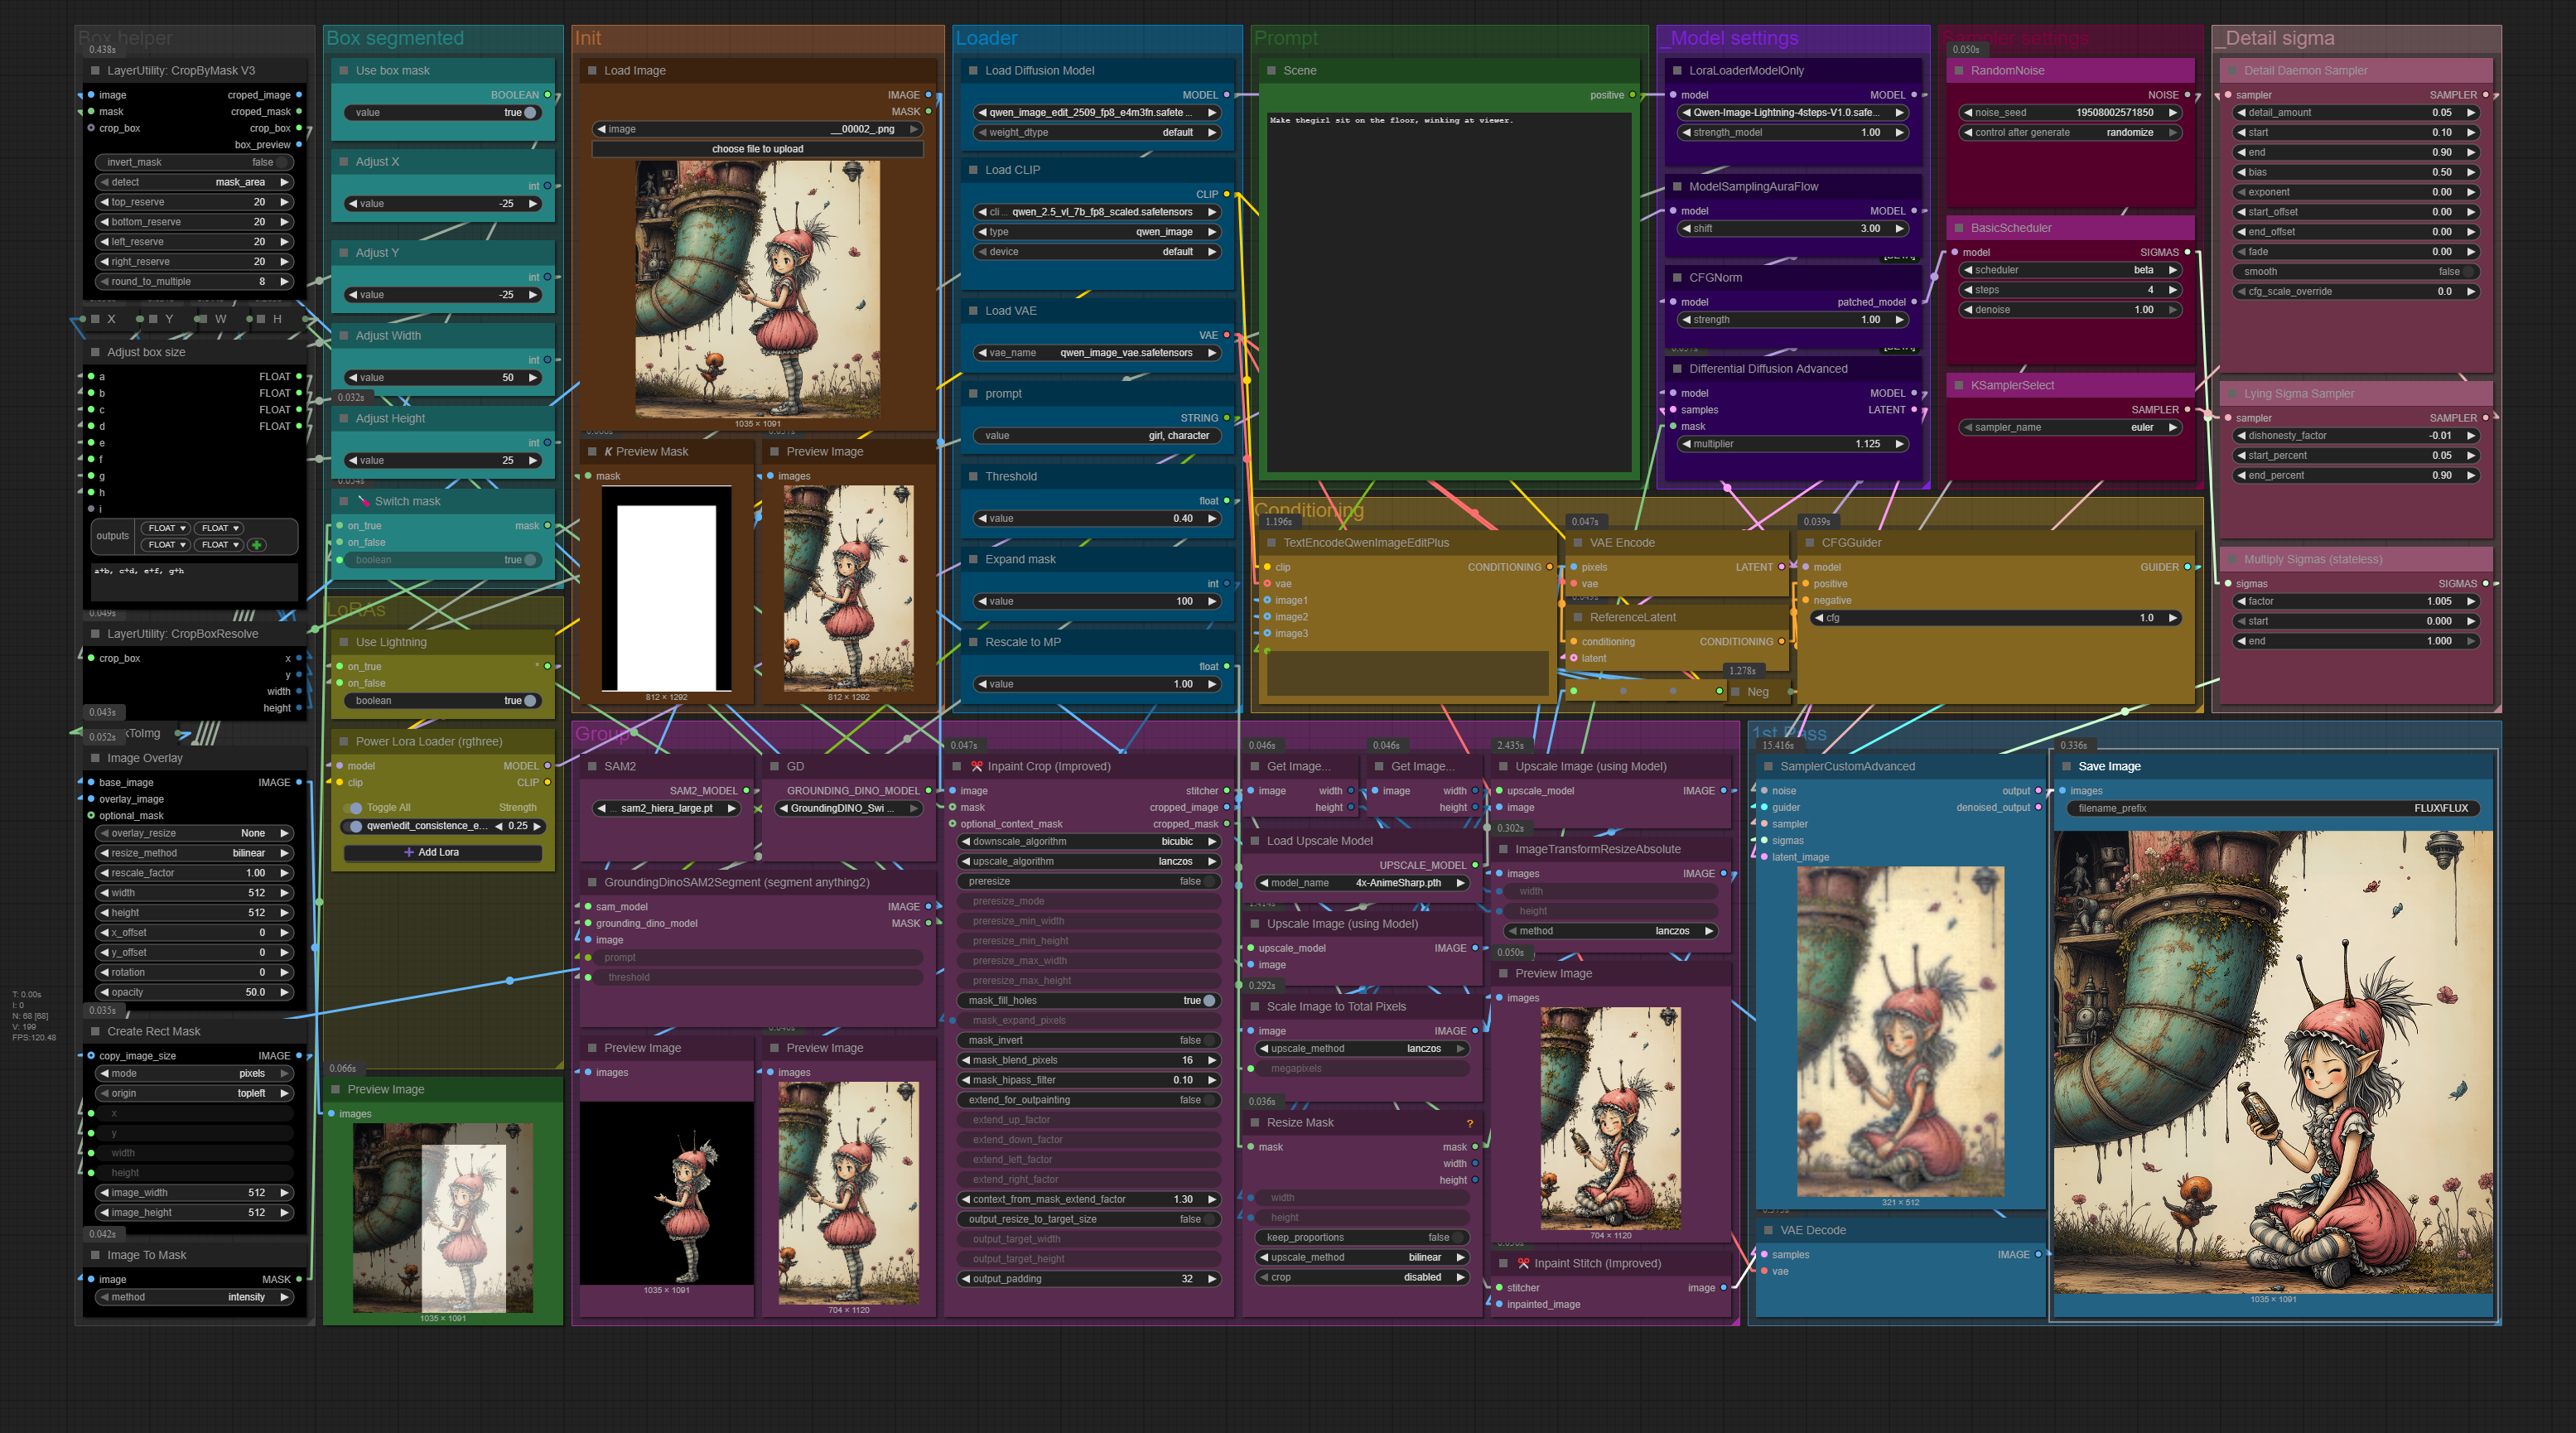 Box helper
0.438s
LayerUtility: CropByMask V3
image croped_image
mask croped_mask
crop_box crop_box
box_preview
invert_mask false
detect mask_area
top_reserve 20
bottom_reserve 20
left_reserve 20
right_reserve 20
round_to_multiple 8
X Y W H
Adjust box size
a FLOAT
b FLOAT
c FLOAT
d FLOAT
e
f
g
h
i
outputs FLOAT FLOAT
FLOAT FLOAT
a+b, c+d, e+f, g+h
0.049s
LayerUtility: CropBoxResolve
crop_box x
y
width
height
0.043s
kToImg
0.052s
Image Overlay
base_image IMAGE
overlay_image
optional_mask
overlay_resize None
resize_method bilinear
rescale_factor 1.00
width 512
height 512
x_offset 0
y_offset 0
rotation 0
opacity 50.0
0.035s
Create Rect Mask
copy_image_size IMAGE
mode pixels
origin topleft
x
y
width
height
image_width 512
image_height 512
0.042s
Image To Mask
image MASK
method intensity
T: 0.00s
I: 0
N: 68 [68]
V: 199
FPS:120.48
Box segmented
Use box mask
BOOLEAN
value true
Adjust X
int
value -25
Adjust Y
int
value -25
Adjust Width
int
value 50
0.032s
Adjust Height
int
value 25
Switch mask
on_true mask
on_false
boolean true
LoRAs
Use Lightning
on_true *
on_false
boolean true
Power Lora Loader (rgthree)
model MODEL
clip CLIP
Toggle All Strength
qwen\edit_consistence_e... 0.25
Add Lora
0.066s
Preview Image
images
1035 × 1091
Init
Load Image
IMAGE
MASK
image __00002_.png
choose file to upload
1035 × 1091
K Preview Mask
mask
812 × 1292
Preview Image
images
812 × 1292
Loader
Load Diffusion Model
MODEL
qwen_image_edit_2509_fp8_e4m3fn.safete ...
weight_dtype default
Load CLIP
CLIP
cli ... qwen_2.5_vl_7b_fp8_scaled.safetensors
type qwen_image
device default
Load VAE
VAE
vae_name qwen_image_vae.safetensors
prompt
STRING
value girl, character
Threshold
float
value 0.40
Expand mask
int
value 100
Rescale to MP
float
value 1.00
Prompt
Scene
positive
Make thegirl sit on the floor, winking at viewer.
_Model settings
LoraLoaderModelOnly
model MODEL
Qwen-Image-Lightning-4steps-V1.0.safe...
strength_model 1.00
ModelSamplingAuraFlow
model MODEL
shift 3.00
CFGNorm
model patched_model
strength 1.00
Differential Diffusion Advanced
model MODEL
samples LATENT
mask
multiplier 1.125
Sampler settings
0.050s
RandomNoise
NOISE
noise_seed 19508002571850
control after generate randomize
BasicScheduler
model SIGMAS
scheduler beta
steps 4
denoise 1.00
KSamplerSelect
SAMPLER
sampler_name euler
_Detail sigma
Detail Daemon Sampler
sampler SAMPLER
detail_amount 0.05
start 0.10
end 0.90
bias 0.50
exponent 0.00
start_offset 0.00
end_offset 0.00
fade 0.00
smooth false
cfg_scale_override 0.0
Lying Sigma Sampler
sampler SAMPLER
dishonesty_factor -0.01
start_percent 0.05
end_percent 0.90
Multiply Sigmas (stateless)
sigmas SIGMAS
factor 1.005
start 0.000
end 1.000
Conditioning
1.196s
TextEncodeQwenImageEditPlus
clip CONDITIONING
vae
image1
image2
image3
0.047s
VAE Encode
pixels LATENT
vae
ReferenceLatent
conditioning CONDITIONING
latent
1.278s
Neg
0.039s
CFGGuider
model GUIDER
positive
negative
cfg 1.0
Group
SAM2
SAM2_MODEL
sam2_hiera_large.pt
GD
GROUNDING_DINO_MODEL
GroundingDINO_Swi ...
GroundingDinoSAM2Segment (segment anything2)
sam_model IMAGE
grounding_dino_model MASK
image
prompt
threshold
Preview Image
images
1035 × 1091
Preview Image
images
704 × 1120
0.047s
Inpaint Crop (Improved)
image stitcher
mask cropped_image
optional_context_mask cropped_mask
downscale_algorithm bicubic
upscale_algorithm lanczos
preresize false
preresize_mode
preresize_min_width
preresize_min_height
preresize_max_width
preresize_max_height
mask_fill_holes true
mask_expand_pixels
mask_invert false
mask_blend_pixels 16
mask_hipass_filter 0.10
extend_for_outpainting false
extend_up_factor
extend_down_factor
extend_left_factor
extend_right_factor
context_from_mask_extend_factor 1.30
output_resize_to_target_size false
output_target_width
output_target_height
output_padding 32
0.046s
Get Image...
image width
height
0.046s
Get Image...
image width
height
Load Upscale Model
UPSCALE_MODEL
model_name 4x-AnimeSharp.pth
Upscale Image (using Model)
upscale_model IMAGE
image
0.292s
Scale Image to Total Pixels
image IMAGE
upscale_method lanczos
megapixels
0.036s
Resize Mask ?
mask mask
width
height
width
height
keep_proportions false
upscale_method bilinear
crop disabled
2.435s
Upscale Image (using Model)
upscale_model IMAGE
image
0.302s
ImageTransformResizeAbsolute
images IMAGE
width
height
method lanczos
0.050s
Preview Image
images
704 × 1120
Inpaint Stitch (Improved)
stitcher image
inpainted_image
1st Pass
15.416s
SamplerCustomAdvanced
noise output
guider denoised_output
sampler
sigmas
latent_image
321 × 512
VAE Decode
samples IMAGE
vae
0.336s
Save Image
images
filename_prefix FLUX\FLUX
1035 × 1091